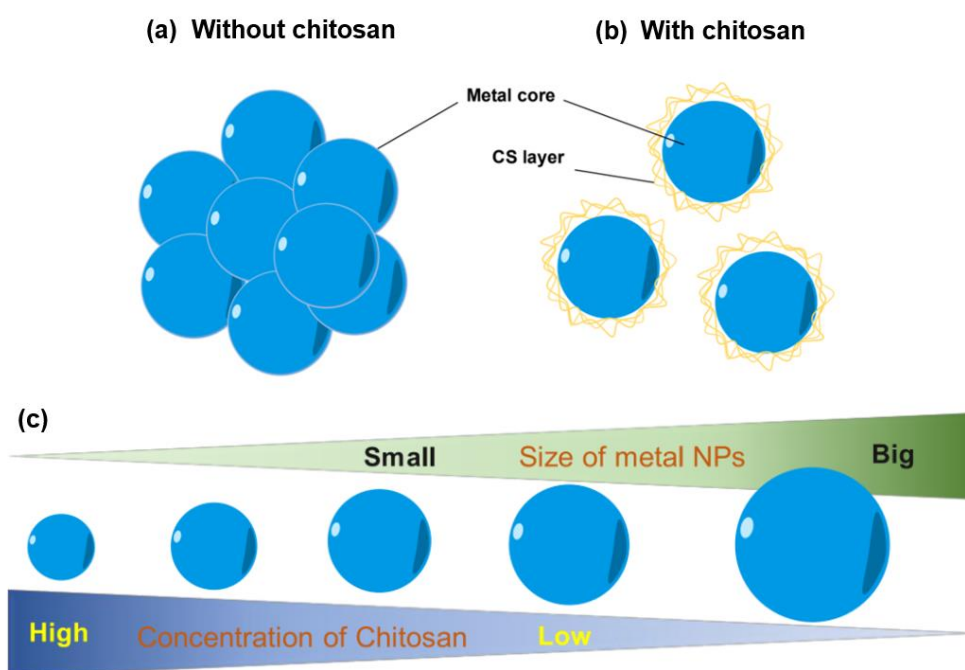 (a) Without chitosan
(b) With chitosan
Metal core
CS layer
(c)
Small
Size of metal NPs
Big
High
Concentration of Chitosan
Low